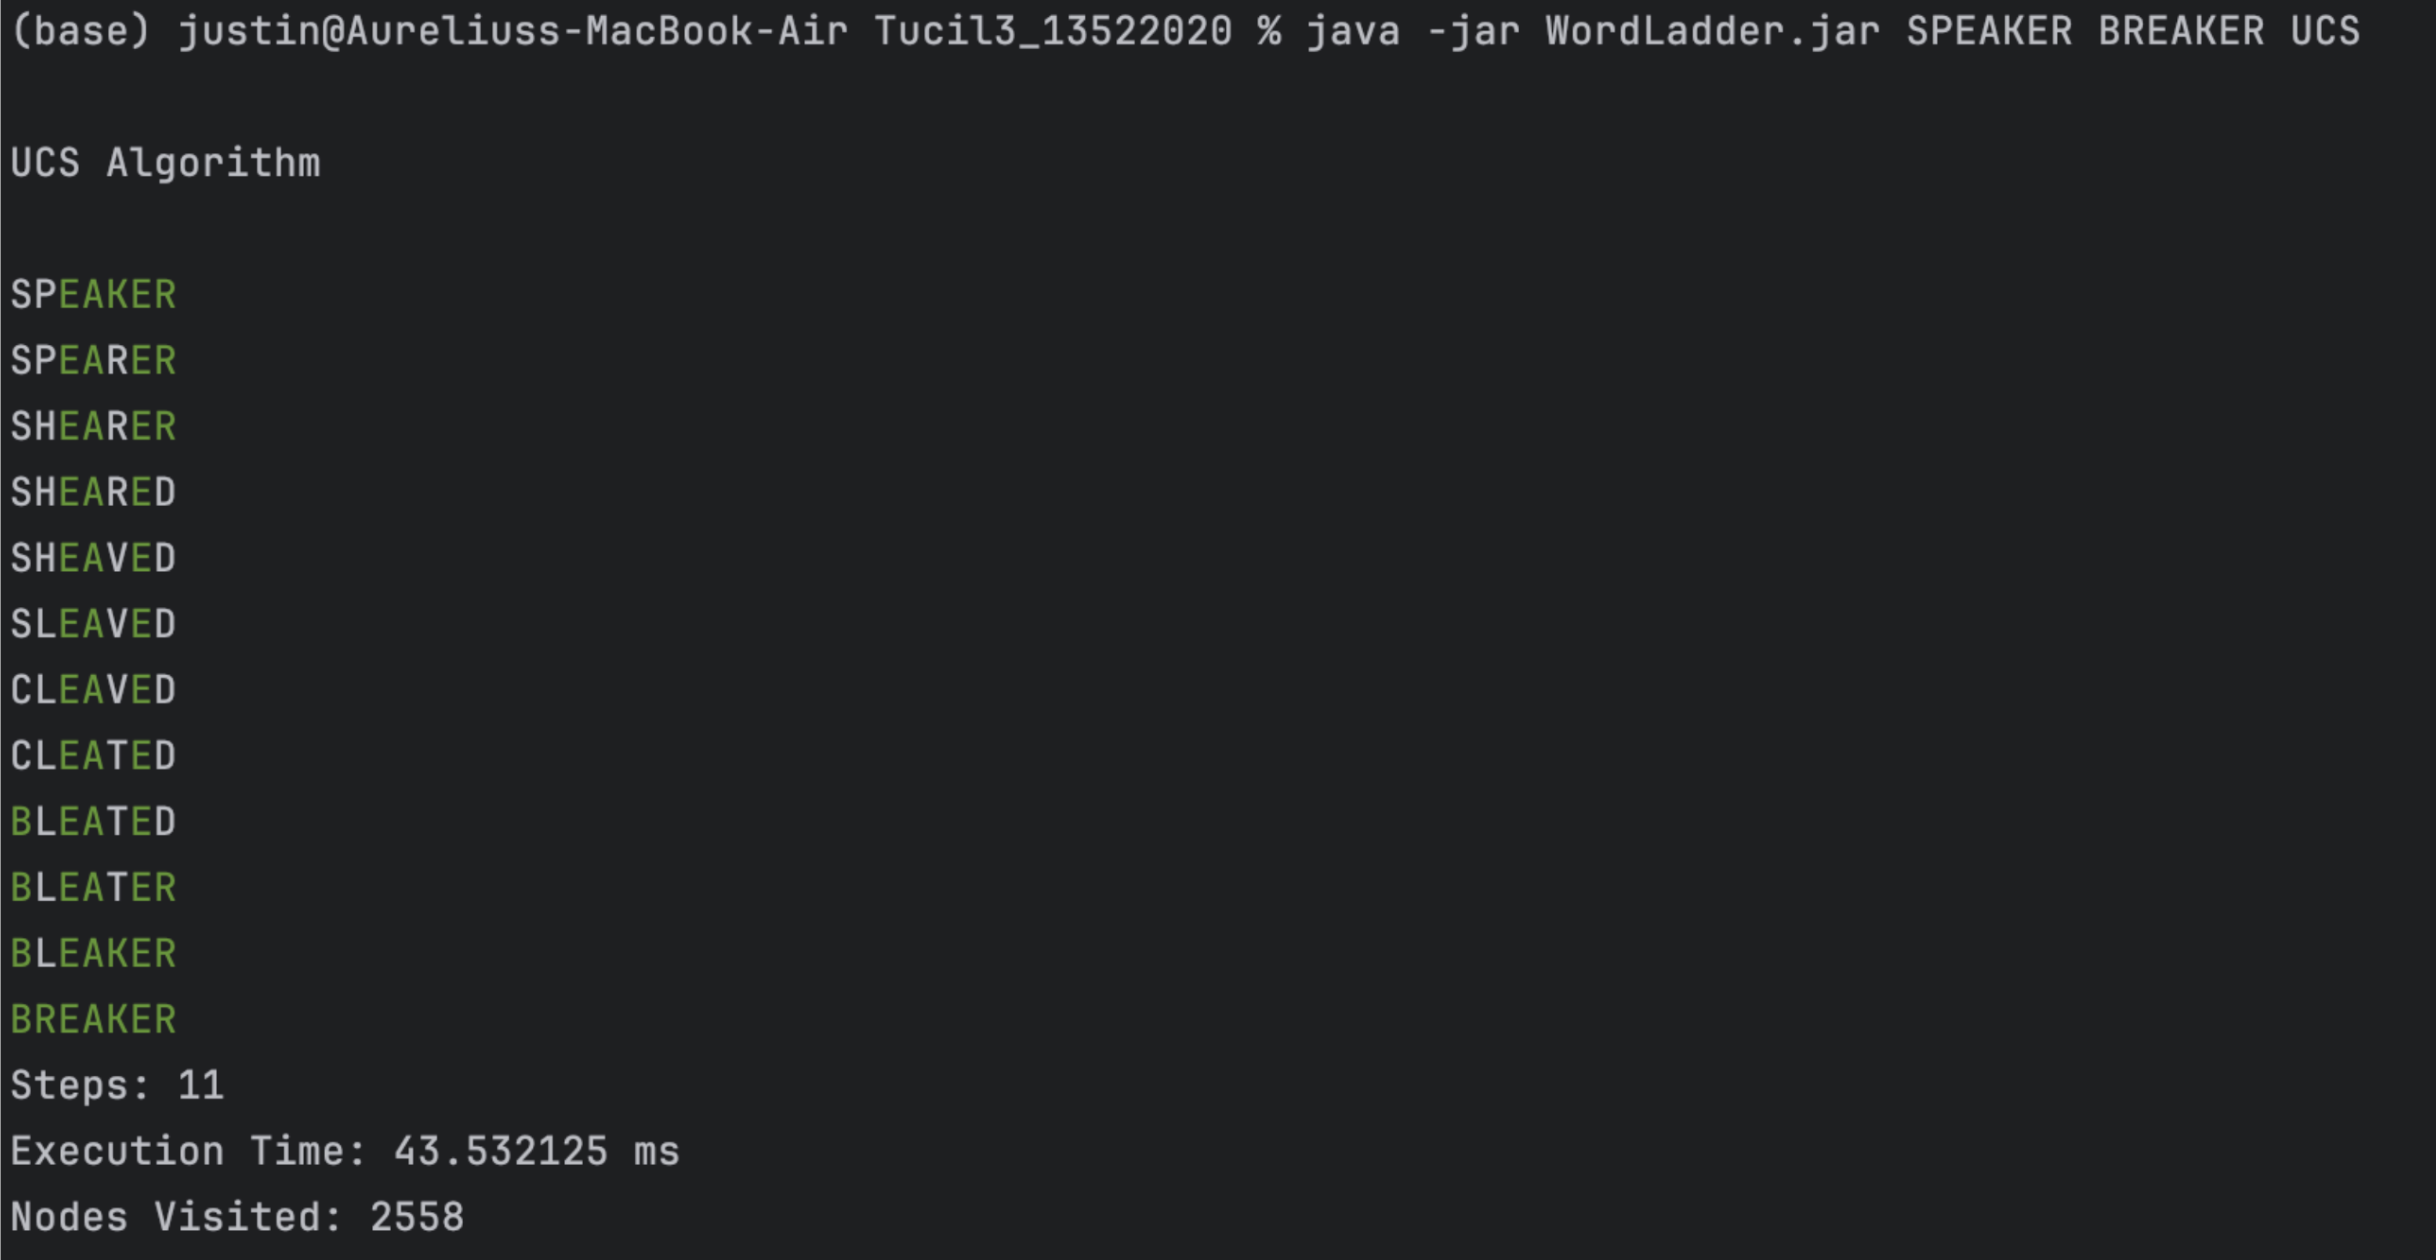 (base) justin@Aureliuss-MacBook-Air Tucil3_13522020 % java -jar WordLadder.jar SPEAKER BREAKER UCS
UCS Algorithm
SPEAKER
SPEARER
SHEARER
SHEARED
SHEAVED
SLEAVED
CLEAVED
CLEATED
BLEATED
BLEATER
BLEAKER
BREAKER
Steps: 11
Execution Time: 43.532125 ms
Nodes Visited: 2558